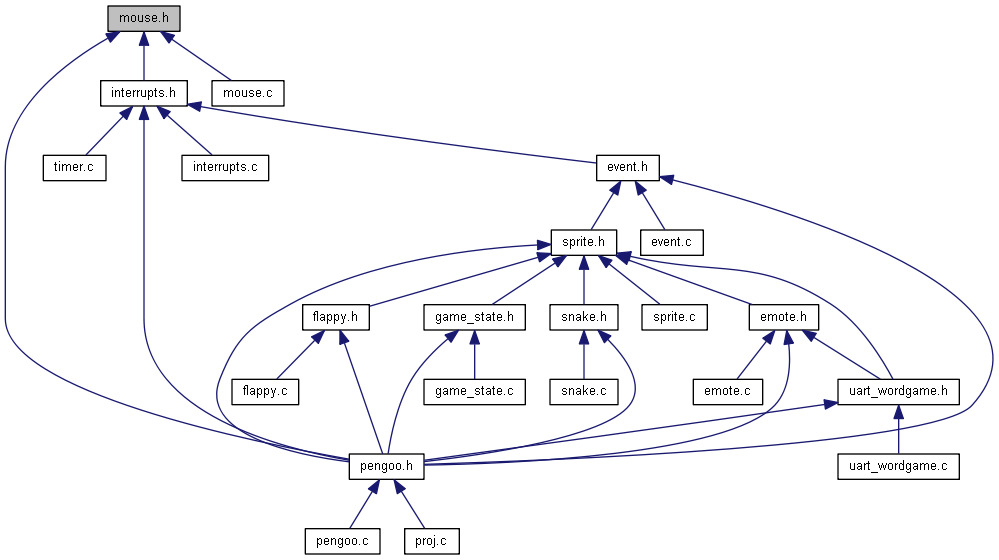 mouse.h
interrupts.h
mouse.c
timer.c
interrupts.c
event.h
sprite.h
event.c
flappy.h
game_state.h
snake.h
sprite.c
emote.h
flappy.c
game_state.c
snake.c
emote.c
uart_wordgame.h
pengoo.h
uart_wordgame.c
pengoo.c
proj.c